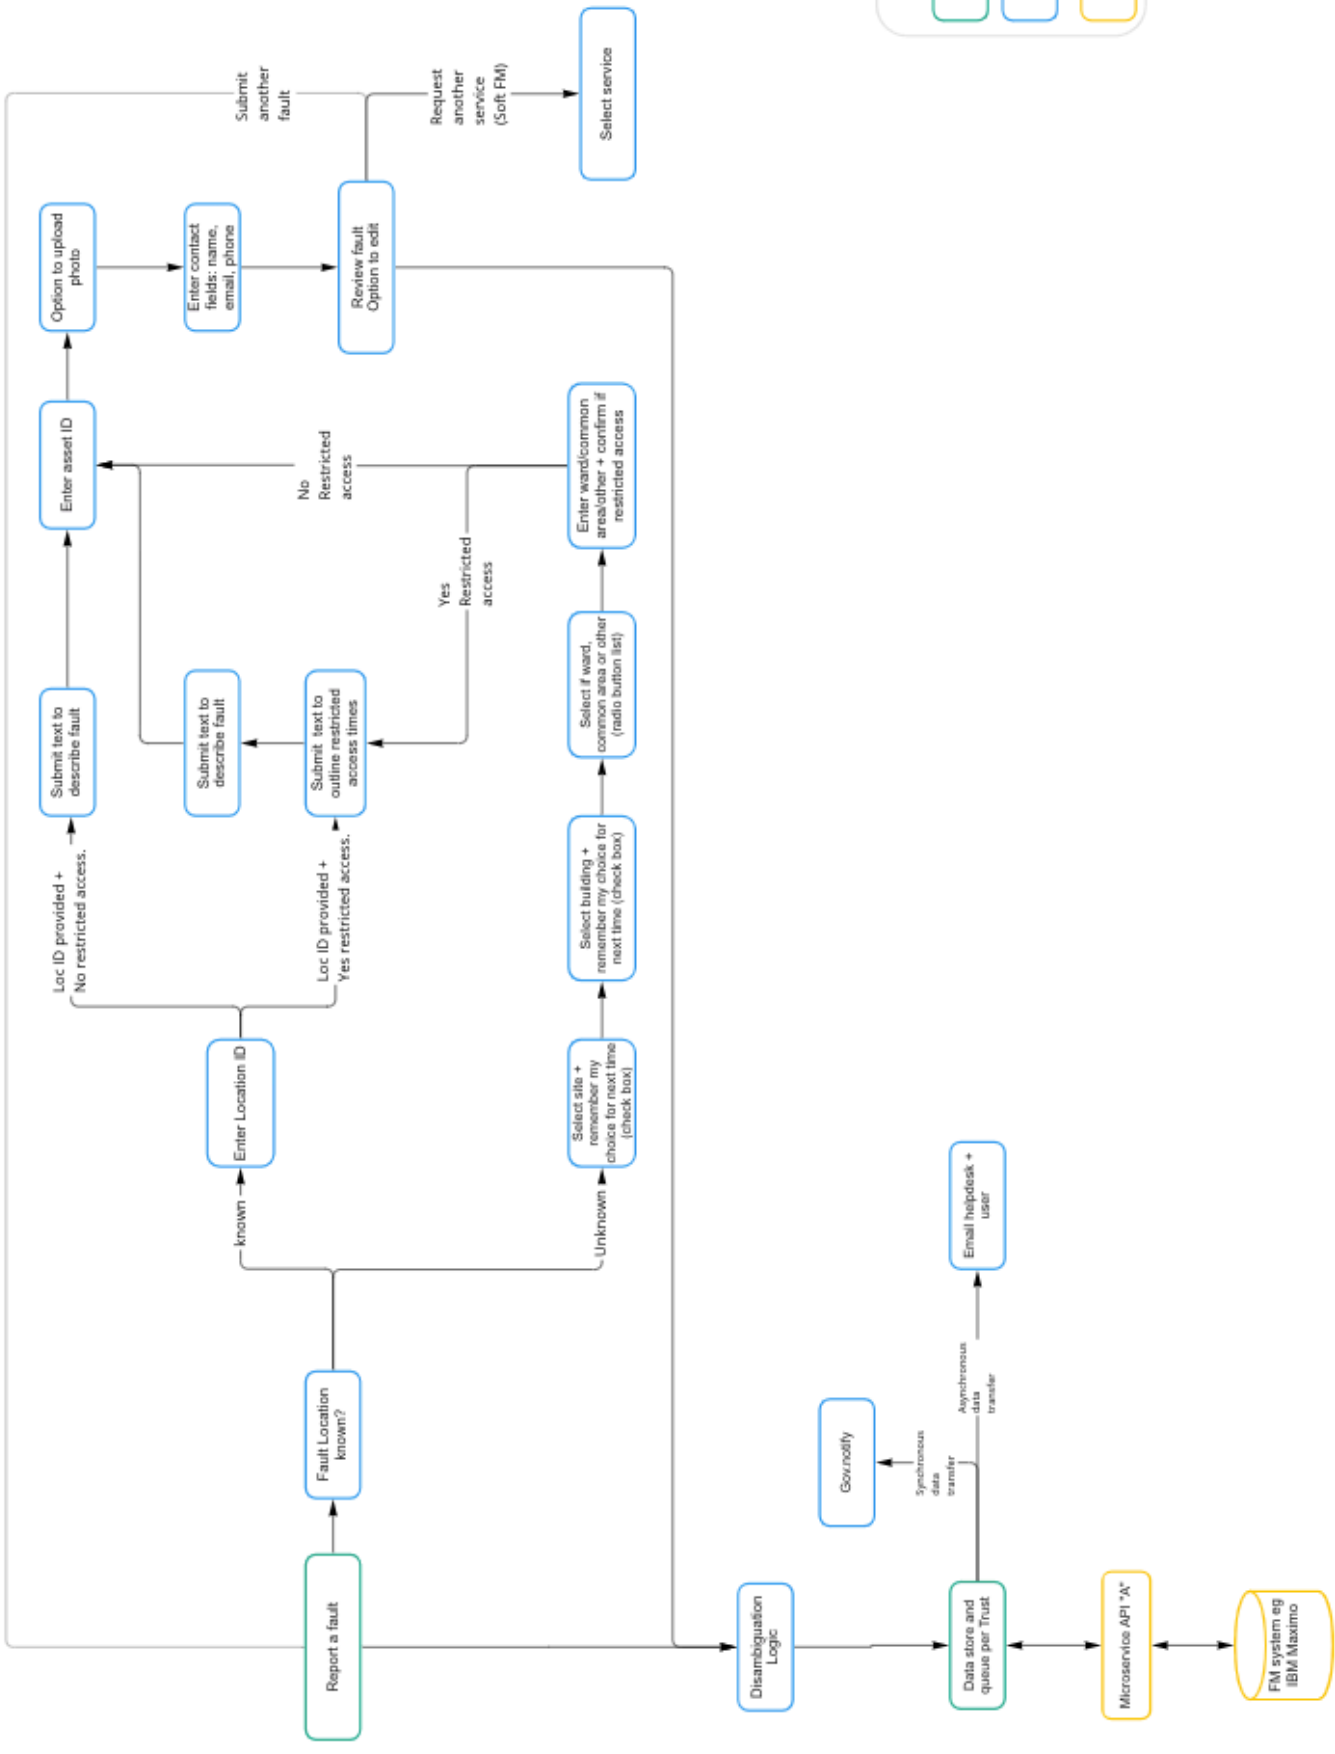 Report a fault
Fault Location
known?
known
Unknown
Enter Location ID
Loc ID provided +
No restricted access.
Loc ID provided +
Yes restricted access.
Submit text to
describe fault
Submit text to
describe fault
Submit text to
outline restricted
access times
Select site +
remember my
choice for next time
(check box)
Select building +
remember my choice for
next time (check box)
Select if ward,
common area or other
(radio button list)
Enter ward/common
area/other + confirm if
restricted access
Yes
Restricted
access
No
Restricted
access
Enter asset ID
Option to upload
photo
Enter contact
fields: name,
email, phone
Review fault
Option to edit
Submit
another
fault
Request
another
service
(Soft FM)
Select service
Disambiguation
Logic
Data store and
queue per Trust
Synchronous
data
transfer
Gov.notify
Asynchronous
data
transfer
Email helpdesk +
user
Microservice API "A"
FM system eg
IBM Maximo